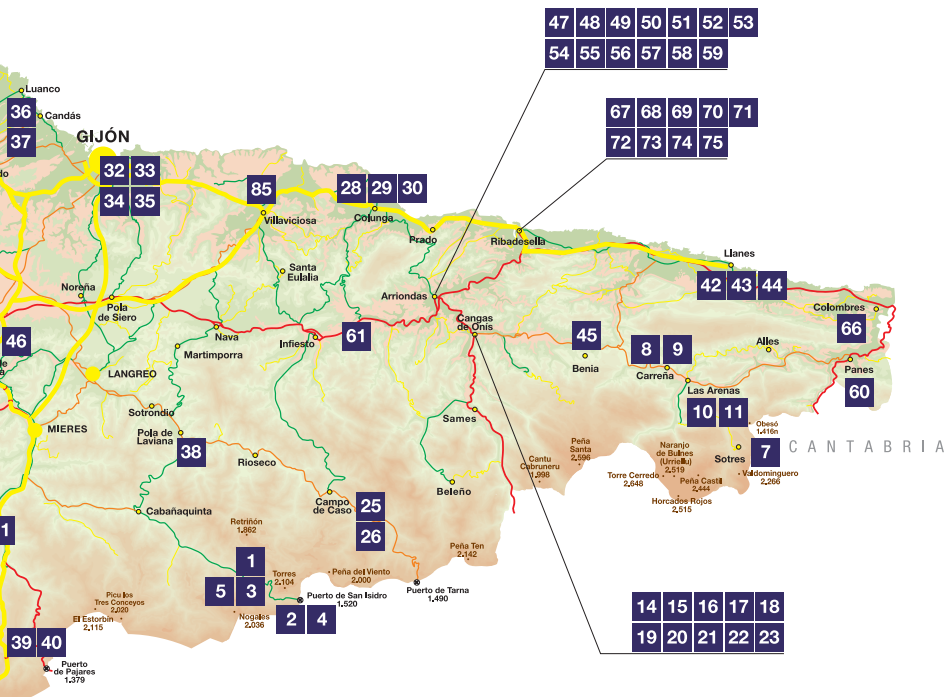 47 48 49 50 51 52 53
54 55 56 57 58 59
67 68 69 70 71
72 73 74 75
Luanco
36
Candás
37
GIJÓN
32 33
34 35
do
85
28 29 30
Villaviciosa
Colunga
Prado
Ribadesella
Llanes
42 43 44
Santa
Eulalia
Noreña
Pola
de Siero
Arriondas
Colombres
66
Cangas
de Onís
46
Nava
Infiesto
61
45
8 9
Alles
Martimporra
de
a
Benia
Carreña
Panes
60
LANGREO
Las Arenas
10 11
Sotrondio
Sames
MIERES
Pola de
Laviana
38
Obesó
1.416n
CANTABRIA
Peña
Santa
2.596
Naranjo
de Bulnes
(Urriellu)
2.519
Sotres
7
Rioseco
Cantu
Cabruneru
1.998
Torre Cerredo
2.648
Peña Castil
2.444
Valdominguero
2.266
Horcados Rojos
2.515
Beleño
Campo
de Caso
25
26
Cabañaquinta
Retriñón
1.862
1
Peña Ten
2.142
1
5 3
Torres
2.104
Peña del Viento
2.000
Puerto de Tarna
1.490
Puerto de San Isidro
1.520
2 4
Nogales
2.036
Picu los
Tres Conceyos
2.020
El Estorbín
2.115
14 15 16 17 18
19 20 21 22 23
39 40
Puerto
de Pajares
1.379